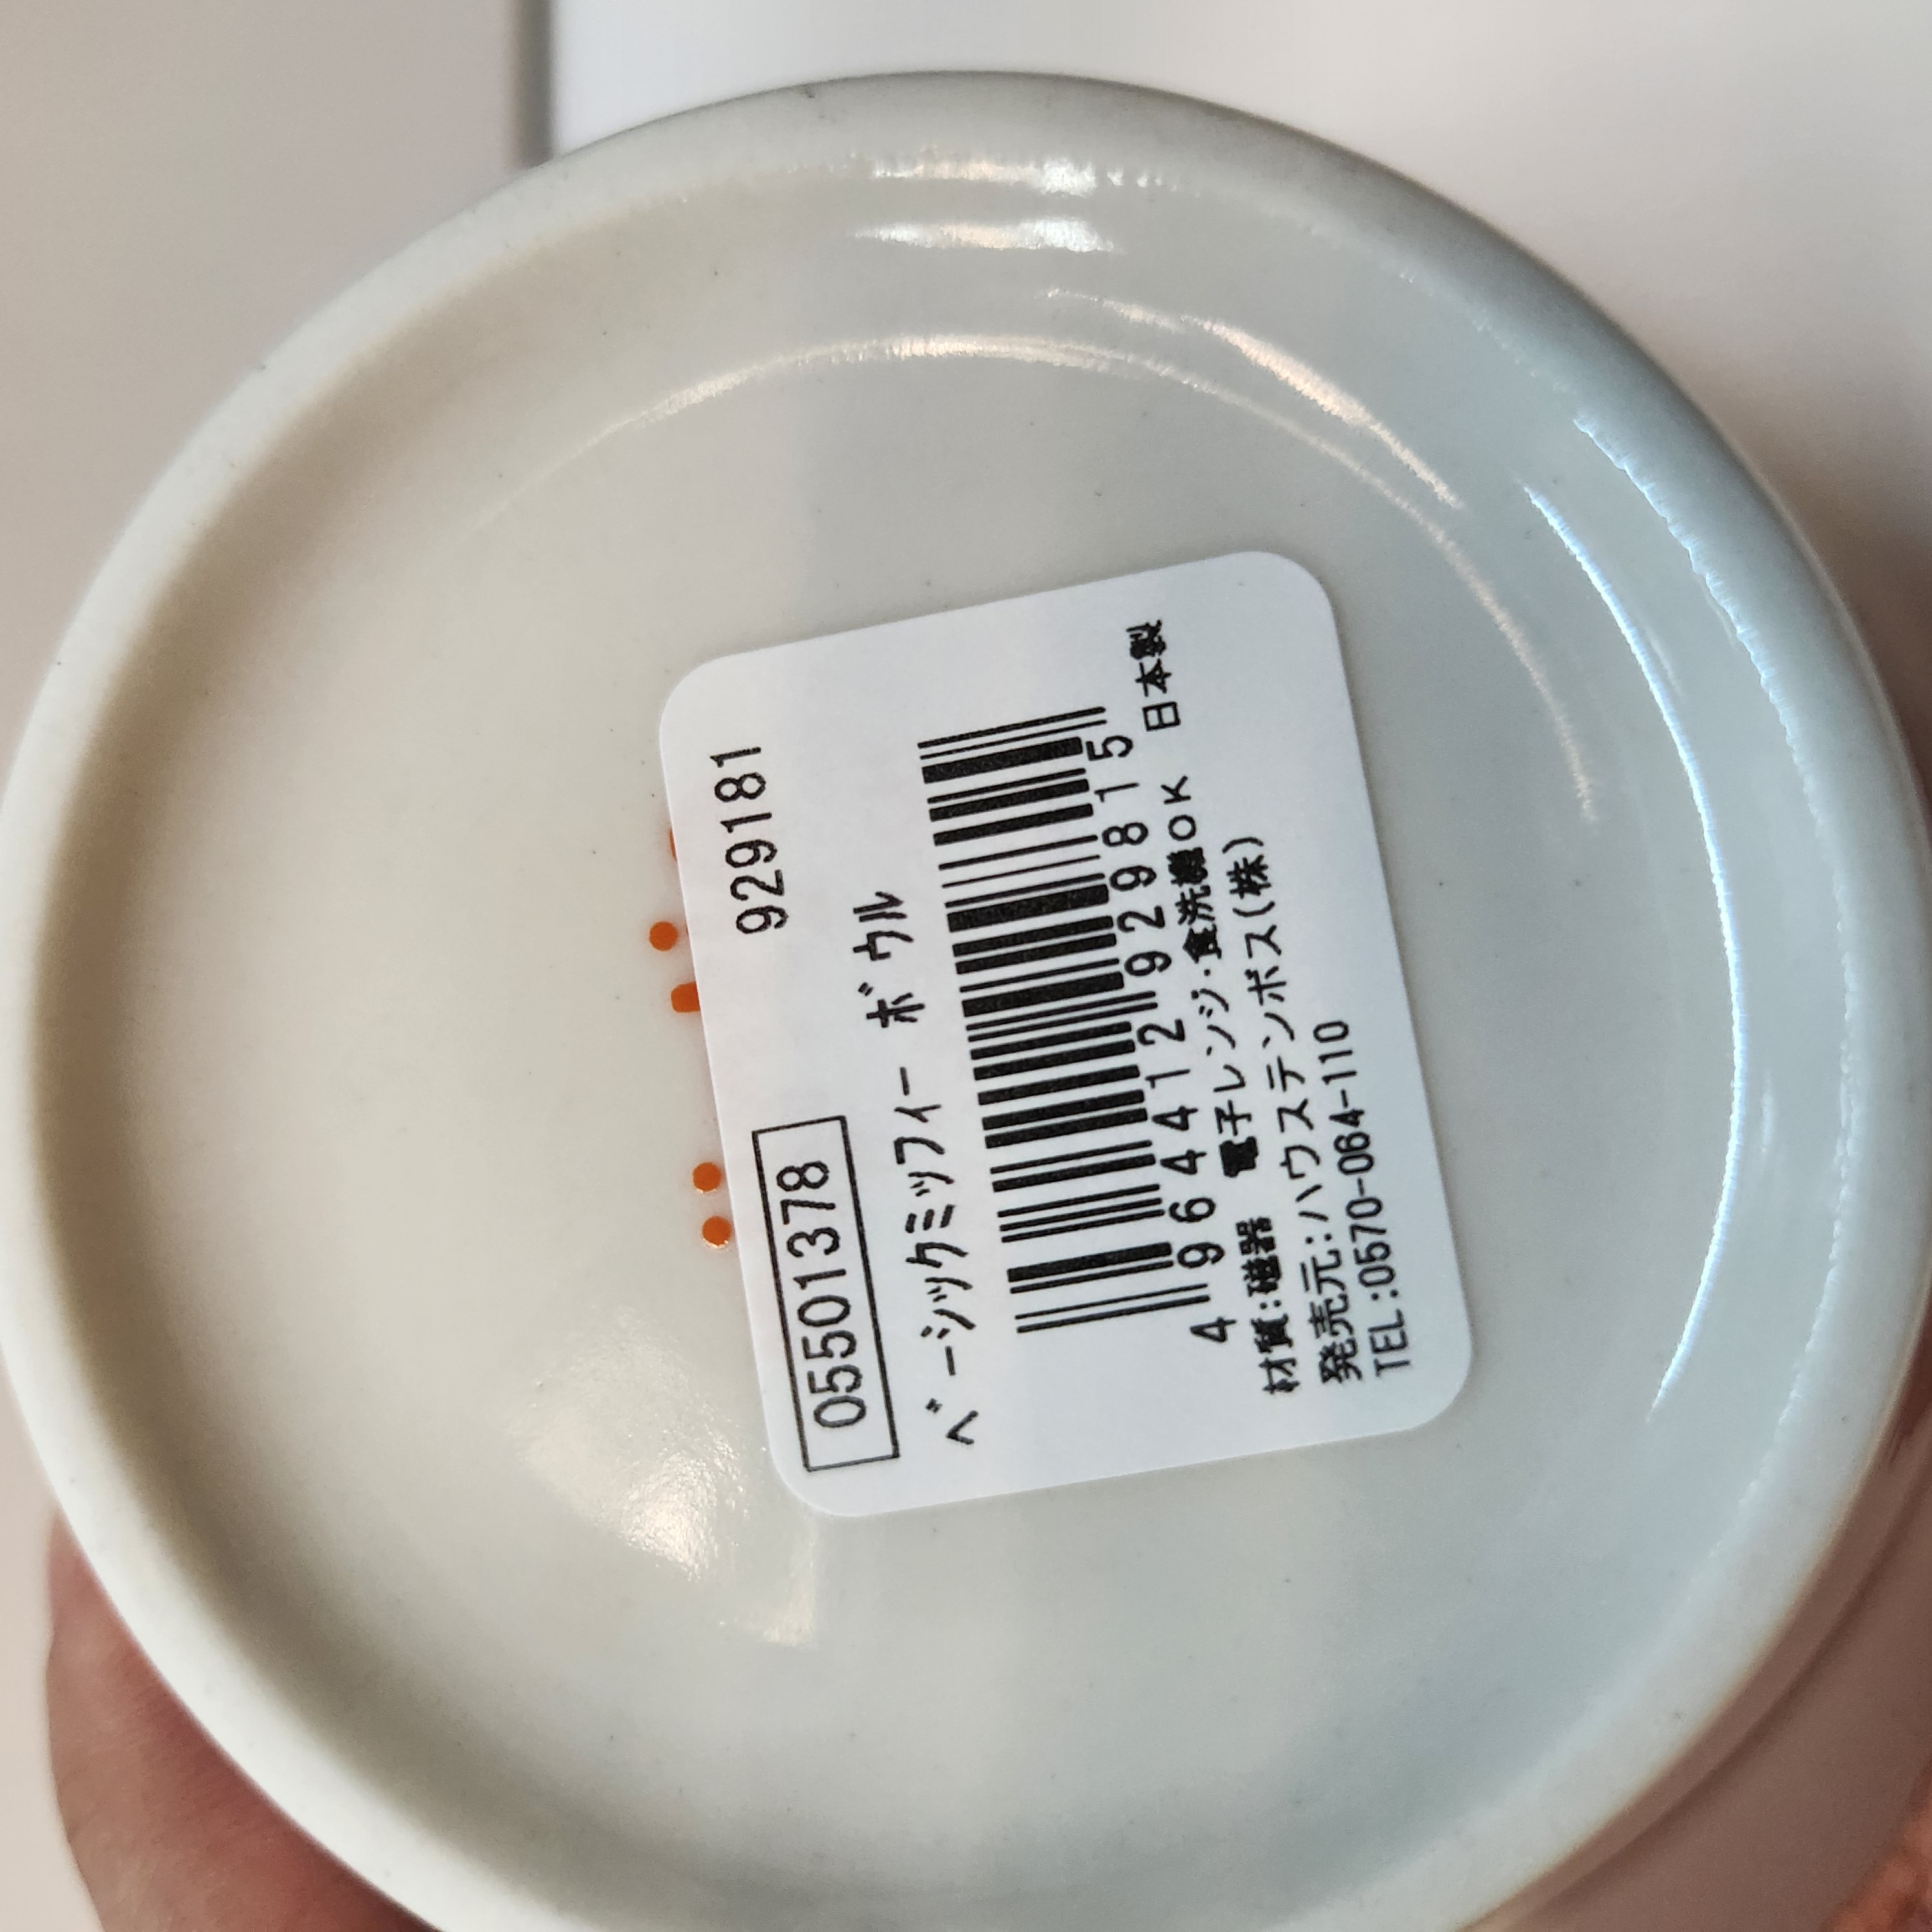 05501378 929181
ベーシックミッフィー ボウル
4 964412 929815
材質:磁器 電子レンジ・食洗機OK 日本製
発売元:ハウステンボス(株)
TEL:0570-064-110